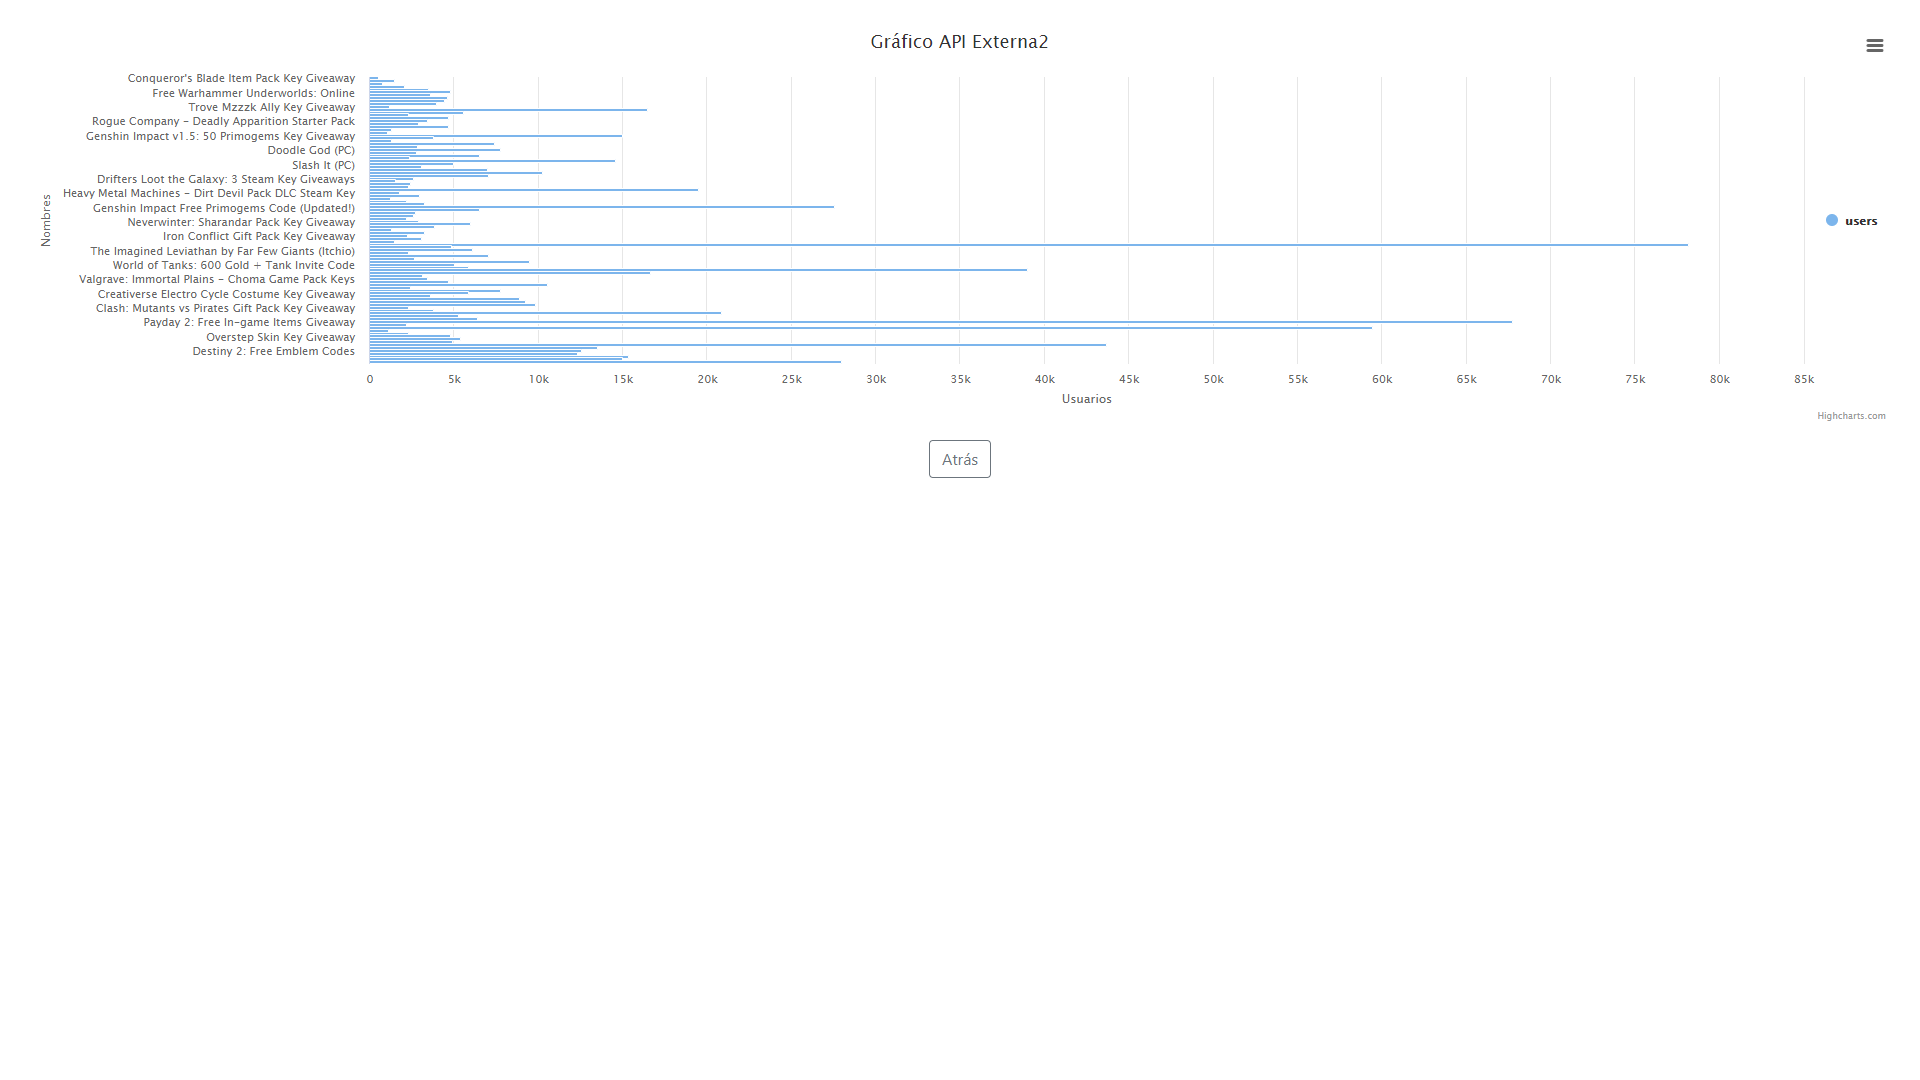 Gráfico API Externa2
Conqueror's Blade Item Pack Key Giveaway
Free Warhammer Underworlds: Online
Trove Mzzzk Ally Key Giveaway
Rogue Company - Deadly Apparition Starter Pack
Genshin Impact v1.5: 50 Primogems Key Giveaway
Doodle God (PC)
Slash It (PC)
Drifters Loot the Galaxy: 3 Steam Key Giveaways
Heavy Metal Machines - Dirt Devil Pack DLC Steam Key
Genshin Impact Free Primogems Code (Updated!)
Neverwinter: Sharandar Pack Key Giveaway
Iron Conflict Gift Pack Key Giveaway
The Imagined Leviathan by Far Few Giants (Itchio)
World of Tanks: 600 Gold + Tank Invite Code
Valgrave: Immortal Plains - Choma Game Pack Keys
Creativerse Electro Cycle Costume Key Giveaway
Clash: Mutants vs Pirates Gift Pack Key Giveaway
Payday 2: Free In-game Items Giveaway
Overstep Skin Key Giveaway
Destiny 2: Free Emblem Codes
Nombres
users
0 5k 10k 15k 20k 25k 30k 35k 40k 45k 50k 55k 60k 65k 70k 75k 80k 85k
Usuarios
Highcharts.com
Atrás